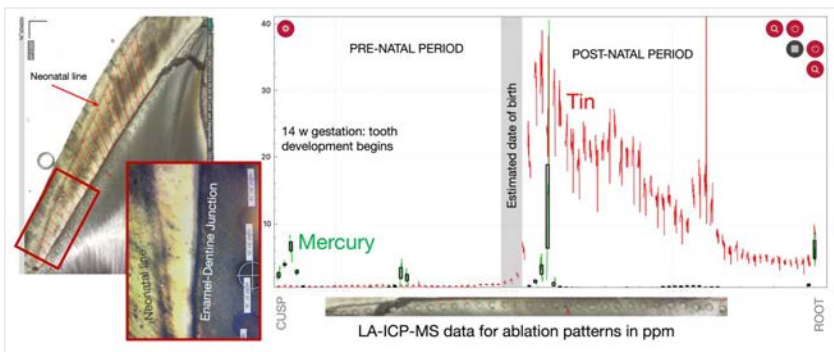 Neonatal line
Neonatal line
Enamel-Dentine Junction
PRE-NATAL PERIOD
POST-NATAL PERIOD
40
30
20
10
14 w gestation: tooth
development begins
Estimated date of birth
Tin
Mercury
CUSP
ROOT
LA-ICP-MS data for ablation patterns in ppm